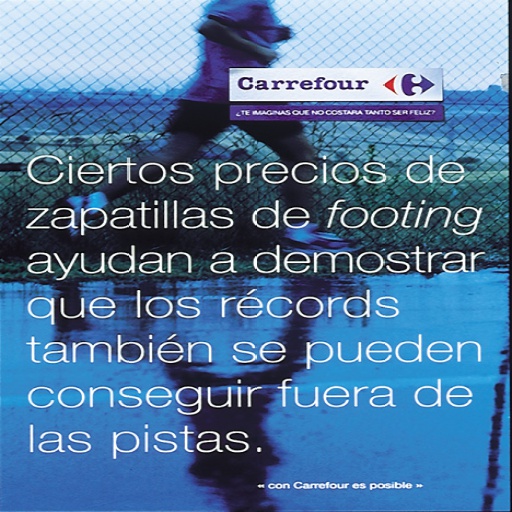 Carrefour
¿TE IMAGINAS QUE NO COSTARA TANTO SER FELIZ?
Ciertos precios de
zapatillas de footing
ayudan a demostrar
que los récords
también se pueden
conseguir fuera de
las pistas.
« con Carrefour es posible »